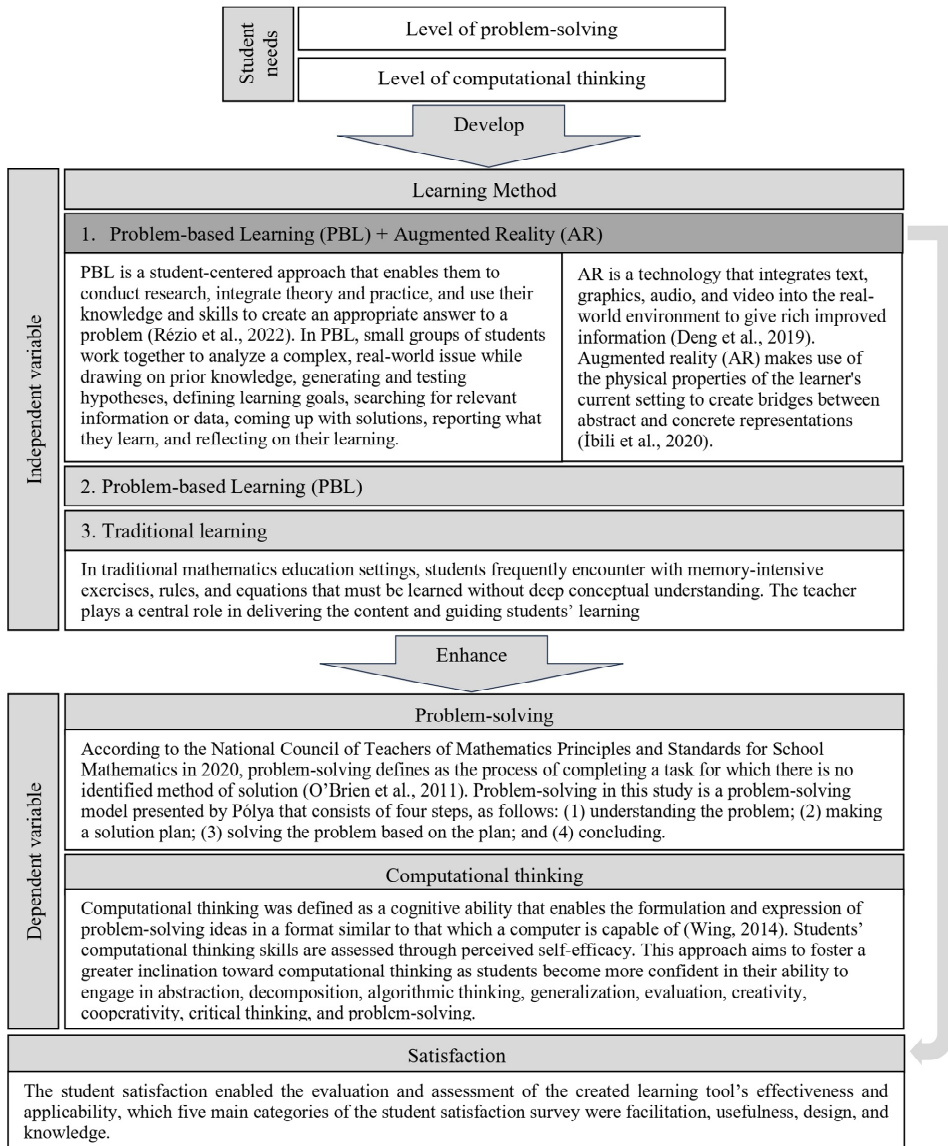 Student
needs
Level of problem-solving
Level of computational thinking
Develop
Independent variable
Learning Method
1. Problem-based Learning (PBL) + Augmented Reality (AR)
PBL is a student-centered approach that enables them to
conduct research, integrate theory and practice, and use their
knowledge and skills to create an appropriate answer to a
problem (Rézio et al., 2022). In PBL, small groups of students
work together to analyze a complex, real-world issue while
drawing on prior knowledge, generating and testing
hypotheses, defining learning goals, searching for relevant
information or data, coming up with solutions, reporting what
they learn, and reflecting on their learning.
AR is a technology that integrates text,
graphics, audio, and video into the real-
world environment to give rich improved
information (Deng et al., 2019).
Augmented reality (AR) makes use of
the physical properties of the learner's
current setting to create bridges between
abstract and concrete representations
(İbili et al., 2020).
2. Problem-based Learning (PBL)
3. Traditional learning
In traditional mathematics education settings, students frequently encounter with memory-intensive
exercises, rules, and equations that must be learned without deep conceptual understanding. The teacher
plays a central role in delivering the content and guiding students’ learning
Enhance
Dependent variable
Problem-solving
According to the National Council of Teachers of Mathematics Principles and Standards for School
Mathematics in 2020, problem-solving defines as the process of completing a task for which there is no
identified method of solution (O’Brien et al., 2011). Problem-solving in this study is a problem-solving
model presented by Pólya that consists of four steps, as follows: (1) understanding the problem; (2) making
a solution plan; (3) solving the problem based on the plan; and (4) concluding.
Computational thinking
Computational thinking was defined as a cognitive ability that enables the formulation and expression of
problem-solving ideas in a format similar to that which a computer is capable of (Wing, 2014). Students’
computational thinking skills are assessed through perceived self-efficacy. This approach aims to foster a
greater inclination toward computational thinking as students become more confident in their ability to
engage in abstraction, decomposition, algorithmic thinking, generalization, evaluation, creativity,
cooperativity, critical thinking, and problem-solving.
Satisfaction
The student satisfaction enabled the evaluation and assessment of the created learning tool’s effectiveness and
applicability, which five main categories of the student satisfaction survey were facilitation, usefulness, design, and
knowledge.